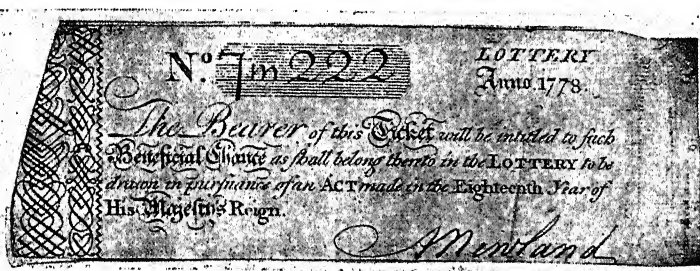 No. 7m222
LOTTERY
Anno 1778.
The Bearer of this Ticket will be intitled to such
Beneficial Chance as shall belong thereto in the LOTTERY to be
drawn in pursuance of an ACT made in the Eighteenth Year of
His Majesty's Reign.
A Newland